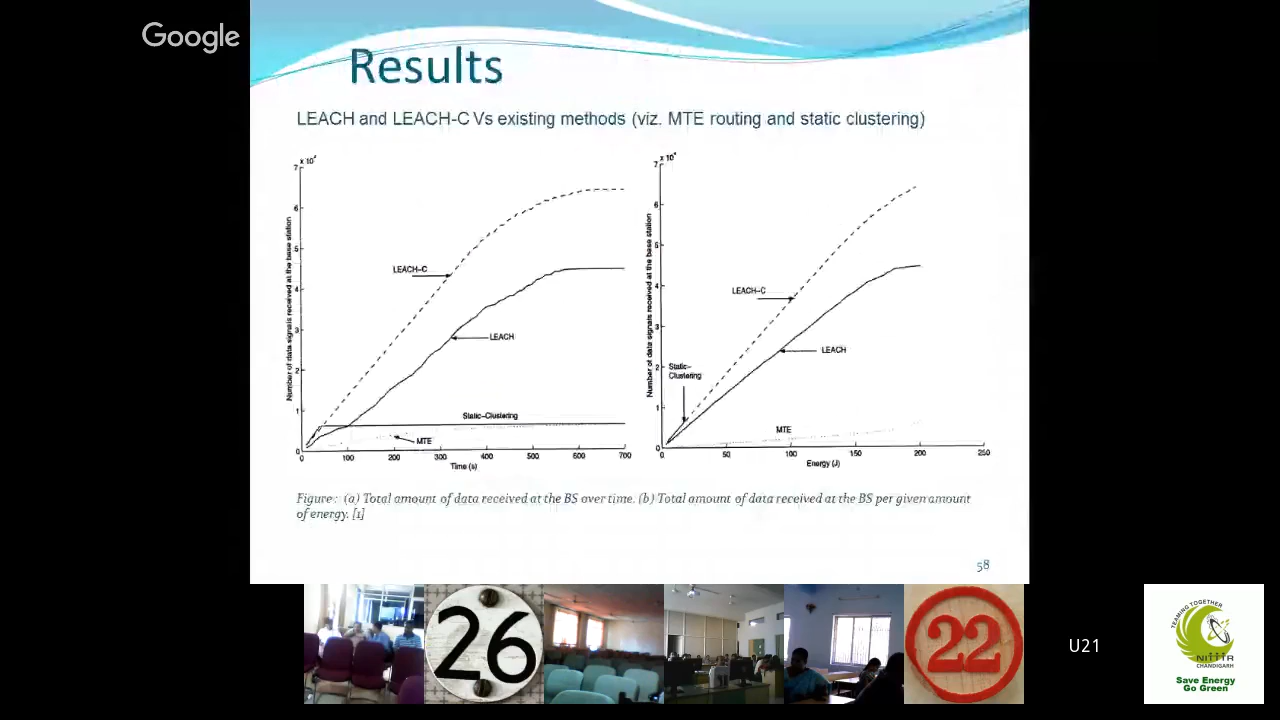 Google
Results
LEACH and LEACH-C Vs existing methods (viz. MTE routing and static clustering)
x 10⁴
7
6
5
4
3
2
1
0
Number of data signals received at the base station
LEACH-C
LEACH
Static-Clustering
MTE
0 100 200 300 400 500 600 700
Time (s)
x 10⁴
7
6
5
4
3
2
1
0
Number of data signals received at the base station
LEACH-C
LEACH
Static-
Clustering
MTE
0 50 100 150 200 250
Energy (J)
Figure : (a) Total amount of data received at the BS over time. (b) Total amount of data received at the BS per given amount
of energy. [1]
58
26
22
U21
TEAMING TOGETHER
NITTTR
CHANDIGARH
Save Energy
Go Green